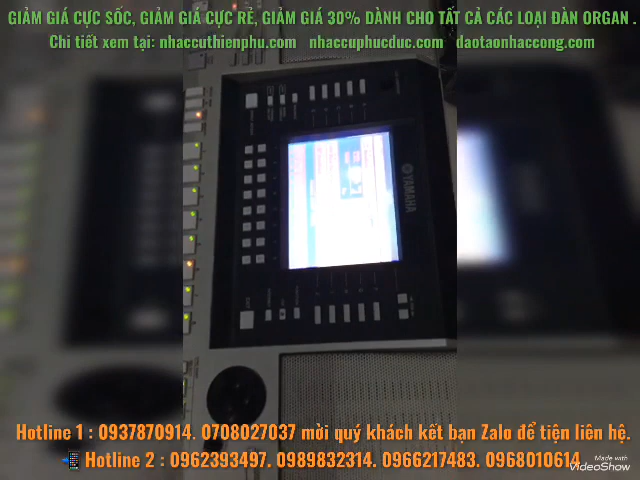 GIẢM GIÁ CỰC SỐC, GIẢM GIÁ CỰC RẺ, GIẢM GIÁ 30% DÀNH CHO TẤT CẢ CÁC LOẠI ĐÀN ORGAN .
Chi tiết xem tại: nhaccuthienphu.com nhaccuphucduc.com daotaonhaccong.com
YAMAHA
Hotline 1 : 0937870914. 0708027037 mời quý khách kết bạn Zalo để tiện liên hệ.
Hotline 2 : 0962393497. 0989832314. 0966217483. 0968010614 .
Made with
VideoShow